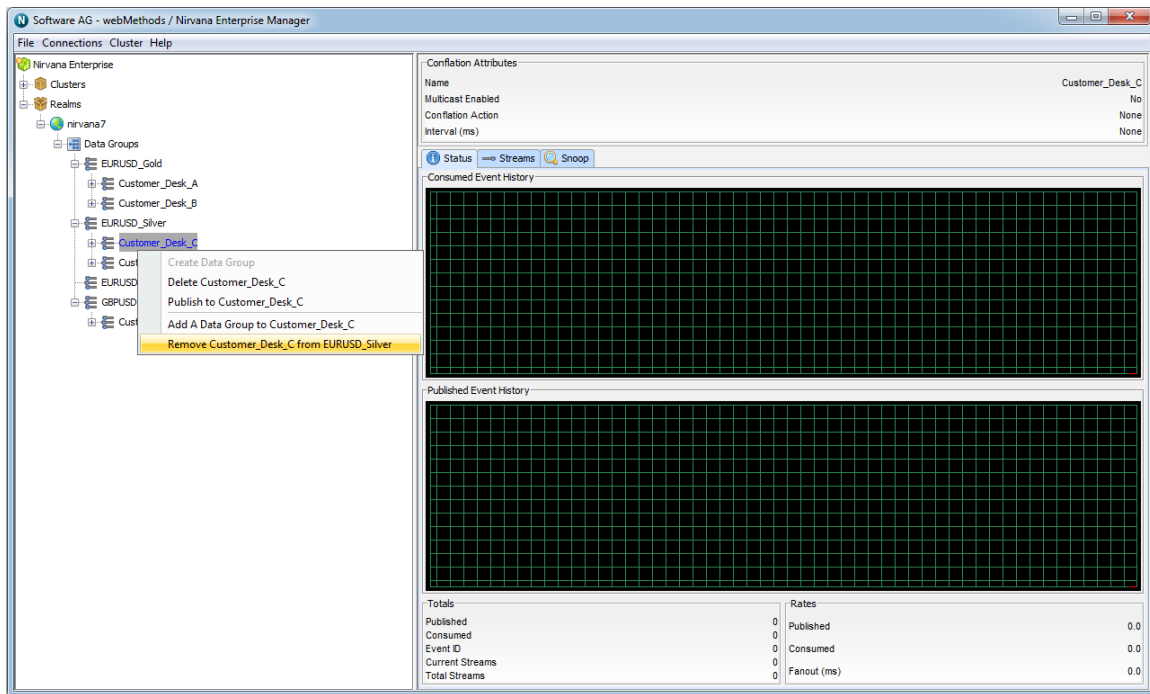 Software AG - webMethods / Nirvana Enterprise Manager
File Connections Cluster Help
Nirvana Enterprise
Clusters
Realms
nirvana7
Data Groups
EURUSD_Gold
Customer_Desk_A
Customer_Desk_B
EURUSD_Silver
Customer_Desk_C
Cust
EURUSD
GBPUSD
Cust
Create Data Group
Delete Customer_Desk_C
Publish to Customer_Desk_C
Add A Data Group to Customer_Desk_C
Remove Customer_Desk_C from EURUSD_Silver
Conflation Attributes
Name Customer_Desk_C
Multicast Enabled No
Conflation Action None
Interval (ms) None
Status Streams Snoop
Consumed Event History
Published Event History
Totals
Published 0
Consumed 0
Event ID 0
Current Streams 0
Total Streams 0
Rates
Published 0.0
Consumed 0.0
Fanout (ms) 0.0